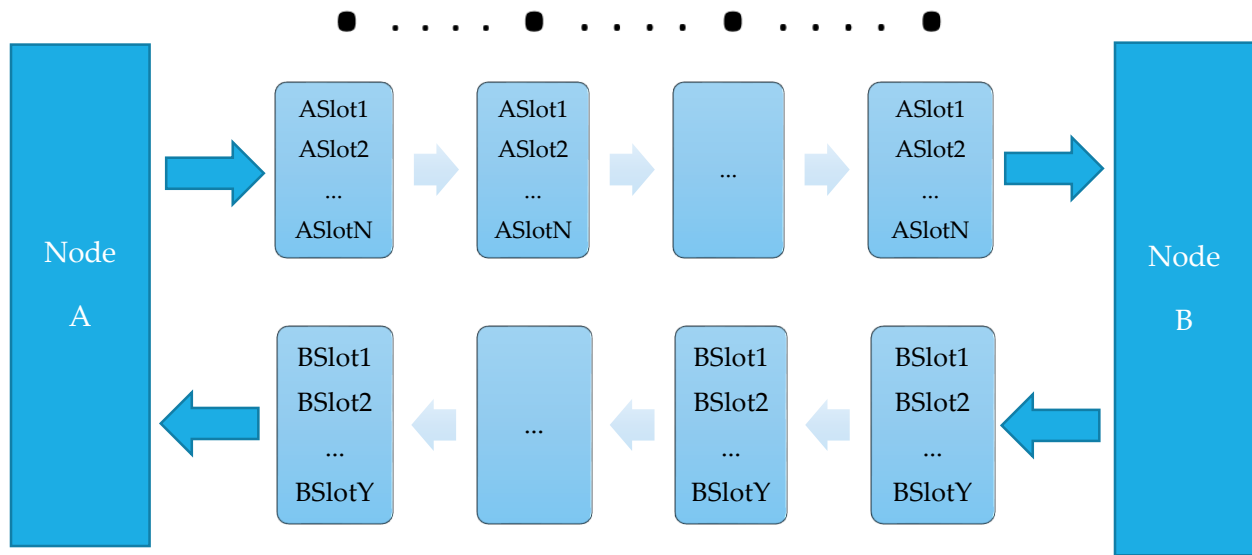 Node
A
ASlot1
ASlot2
...
ASlotN
ASlot1
ASlot2
...
ASlotN
...
ASlot1
ASlot2
...
ASlotN
BSlot1
BSlot2
...
BSlotY
...
BSlot1
BSlot2
...
BSlotY
BSlot1
BSlot2
...
BSlotY
Node
B